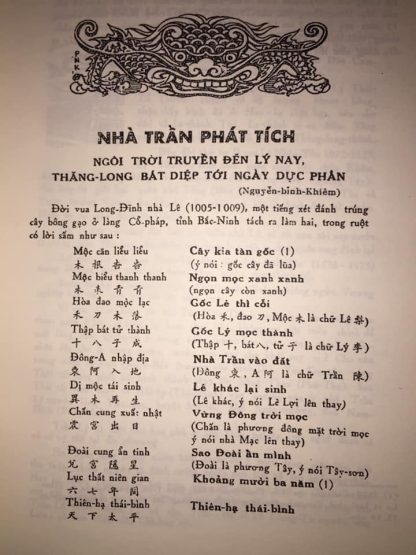 PNK
NHÀ TRẦN PHÁT TÍCH
NGÔI TRỜI TRUYỀN ĐẾN LÝ NAY,
THĂNG-LONG BÁT DIỆP TỚI NGÀY DỰC PHÂN
(Nguyễn-bỉnh-Khiêm)
Đời vua Long-Đĩnh nhà Lê (1005-1009), một tiếng xét đánh trúng
cây bông gạo ở làng Cổ-pháp, tỉnh Bắc-Ninh tách ra làm hai, trong ruột
có lời sấm như sau :
Mộc căn liểu liểu Cây kia tàn gốc (1)
木 根 杳 杳 (ý nói : gốc cây đã lũa)
Mộc biểu thanh thanh Ngọn mọc xanh xanh
木 表 青 青 (ngọn cây còn xanh)
Hòa đao mộc lạc Gốc Lê thì cỗi
禾 刀 木 落 (Hòa 禾, đao 刀, Mộc 木 là chữ Lê 梨)
Thập bát tử thành Gốc Lý mọc thành
十 八 子 成 (Thập 十, bát 八, tử 子 là chữ Lý 李)
Đông-A nhập địa Nhà Trần vào đất
東 阿 入 地 (Đông 東, A 阿 là chữ Trần 陳)
Dị mộc tái sinh Lê khác lại sinh
異 木 再 生 (Lê khác, ý nói Lê Lợi lên thay)
Chấn cung xuất nhật Vừng Đông trời mọc
震 宮 出 日 (Chấn là phương đông mặt trời mọc
ý nói nhà Mạc lên thay)
Đoài cung ẩn tinh Sao Đoài ẩn mình
兌 宮 隱 星 (Đoài là phương Tây, ý nói Tây-sơn)
Lục thất niên gian Khoảng mười ba năm (1)
六 七 年 間
Thiên-hạ thái-bình Thiên-hạ thái-bình
天 下 太 平